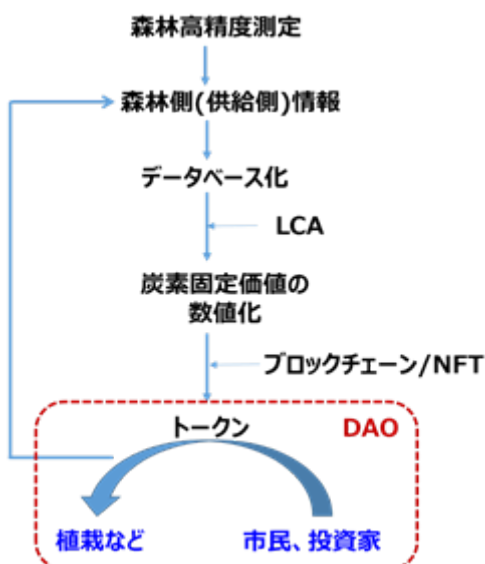 森林高精度測定
森林側(供給側)情報
データベース化
LCA
炭素固定価値の
数値化
ブロックチェーン/NFT
トークン
DAO
植栽など
市民、投資家